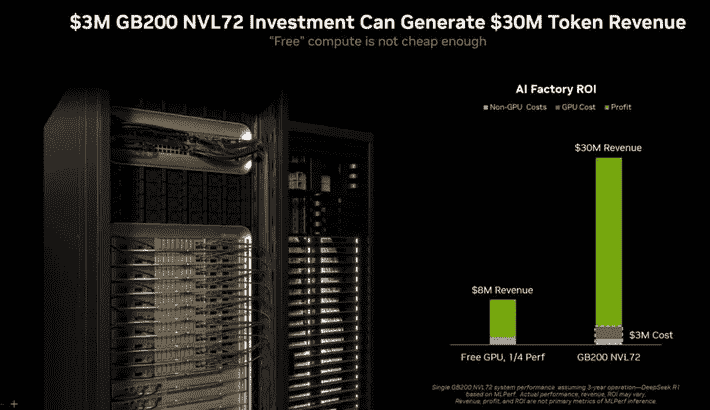 $3M GB200 NVL72 Investment Can Generate $30M Token Revenue
“Free” compute is not cheap enough
AI Factory ROI
Non-GPU Costs GPU Cost Profit
$30M Revenue
$8M Revenue
$3M Cost
Free GPU, 1/4 Perf GB200 NVL72
Single GB200 NVL72 system performance assuming 3-year operation—DeepSeek R1
based on MLPerf. Actual performance, revenue, ROI may vary.
Revenue, profit, and ROI are not primary metrics of MLPerf inference.